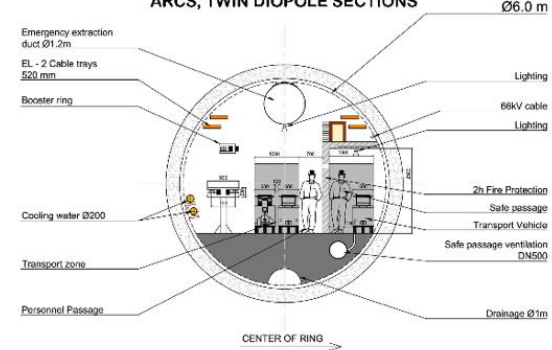 ARCS, TWIN DIOPOLE SECTIONS
Ø6.0 m
Emergency extraction
duct Ø1.2m
EL - 2 Cable trays
520 mm
Booster ring
Cooling water Ø200
Transport zone
Personnel Passage
Lighting
66kV cable
Lighting
2h Fire Protection
Safe passage
Transport Vehicle
Safe passage ventilation
DN500
Drainage Ø1m
1200
700
CENTER OF RING